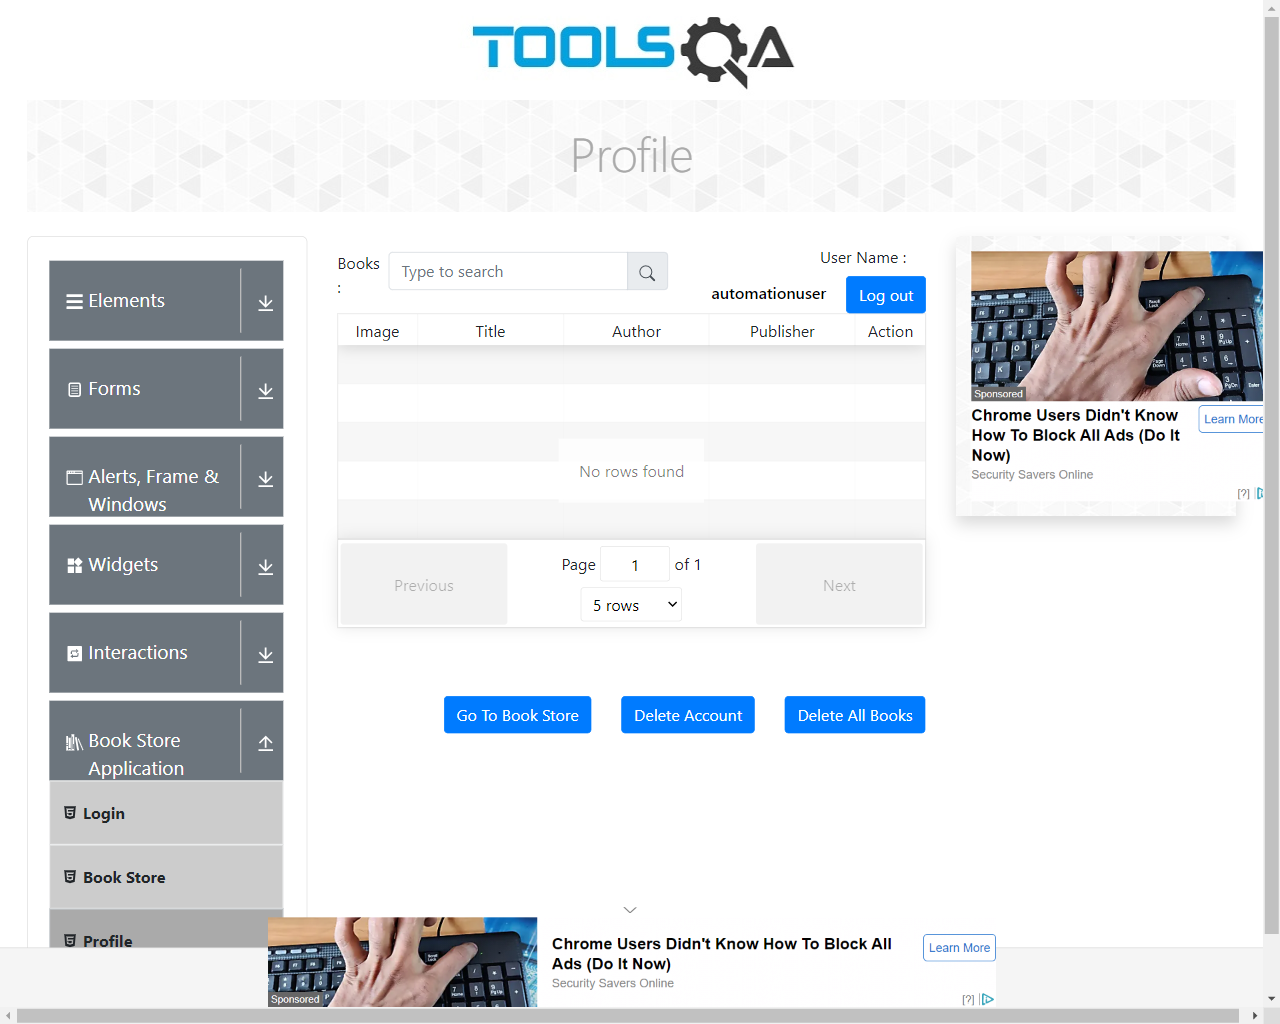 TOOLSQA
Profile
Elements
Forms
Alerts, Frame &
Windows
Widgets
Interactions
Book Store
Application
Login
Book Store
Profile
Books
:
Type to search
User Name :
automationuser
Log out
Image Title Author Publisher Action
No rows found
Previous
Page 1 of 1
5 rows
Next
Go To Book Store
Delete Account
Delete All Books
Sponsored
Chrome Users Didn't Know
How To Block All Ads (Do It
Now)
Security Savers Online
Learn More
[?]
Sponsored
Chrome Users Didn't Know How To Block All
Ads (Do It Now)
Security Savers Online
Learn More
[?]